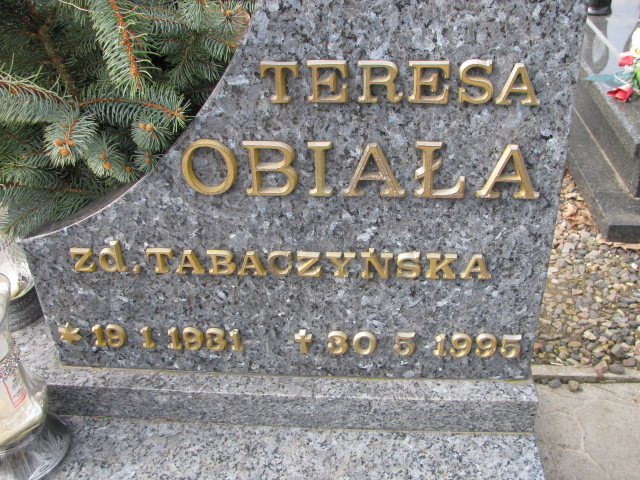 TERESA
OBIAŁA
zd. TABACZYŃSKA
* 19 1 1931 † 30 5 1995